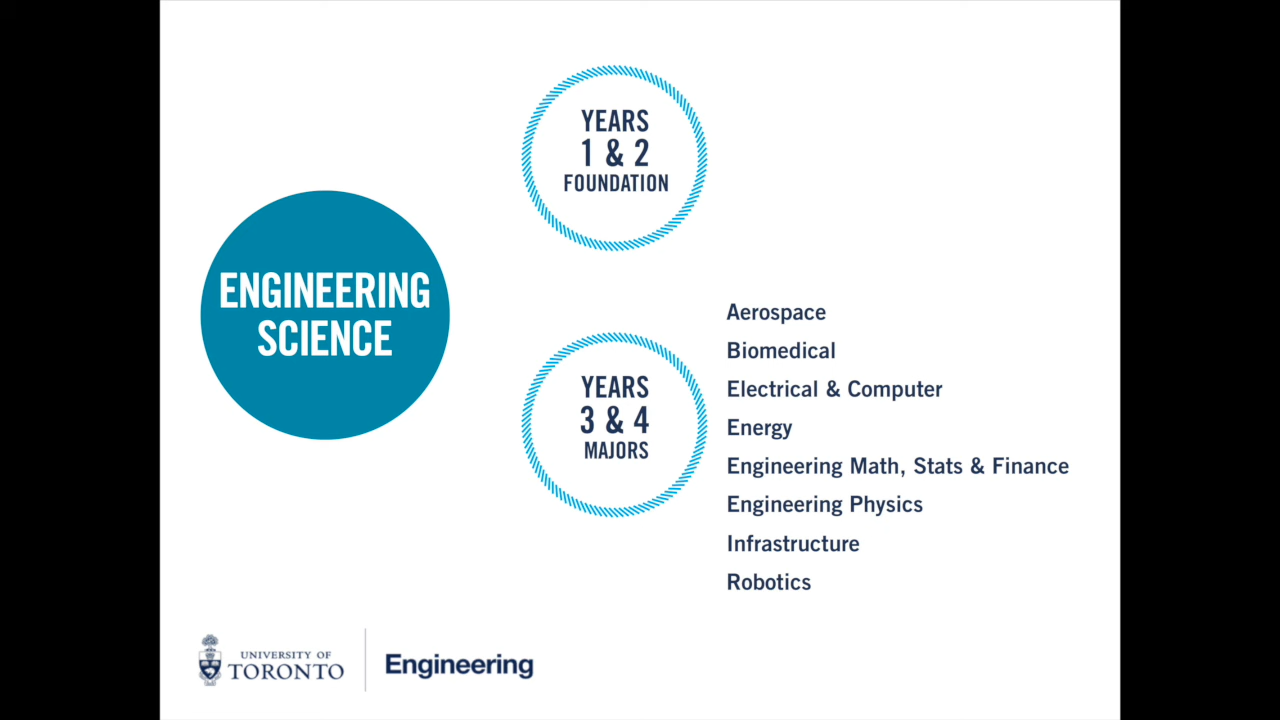 ENGINEERING
SCIENCE
YEARS
1 & 2
FOUNDATION
YEARS
3 & 4
MAJORS
Aerospace
Biomedical
Electrical & Computer
Energy
Engineering Math, Stats & Finance
Engineering Physics
Infrastructure
Robotics
UNIVERSITY OF
TORONTO
Engineering